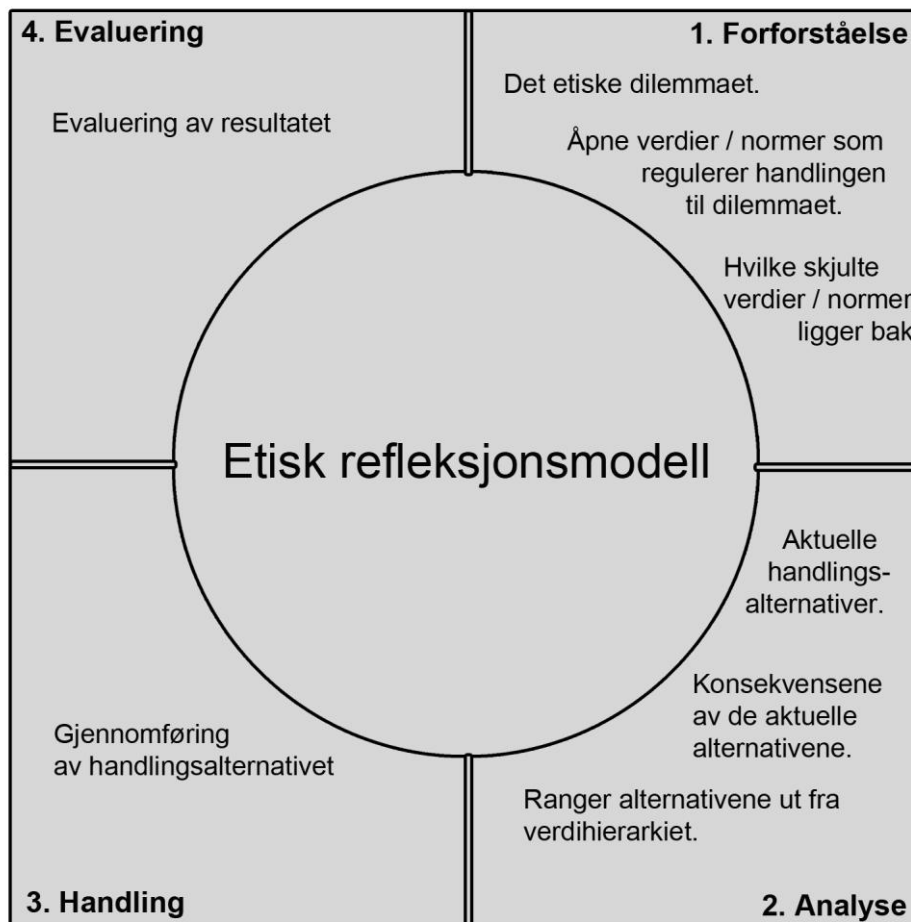 4. Evaluering
Evaluering av resultatet
1. Forforståelse
Det etiske dilemmaet.
Åpne verdier / normer som
regulerer handlingen
til dilemmaet.
Hvilke skjulte
verdier / normer
ligger bak
Etisk refleksjonsmodell
Aktuelle
handlings-
alternativer.
Konsekvensene
av de aktuelle
alternativene.
Ranger alternativene ut fra
verdihierarkiet.
2. Analyse
Gjennomføring
av handlingsalternativet
3. Handling